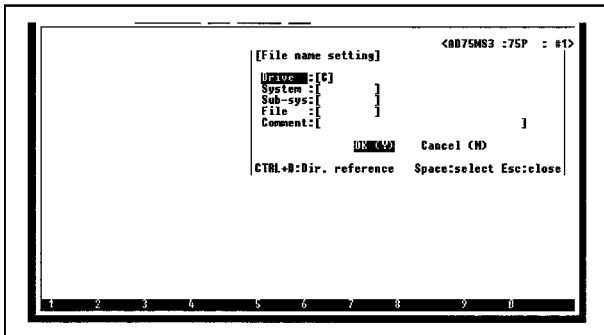 <AD75MS3 :75P : #1>
[File name setting]
Drive :[C]
System :[ ]
Sub-sys:[ ]
File :[ ]
Comment:[ ]
OK (Y) Cancel (N)
CTRL+D:Dir. reference Space:select Esc:close
1 2 3 4 5 6 7 8 9 0